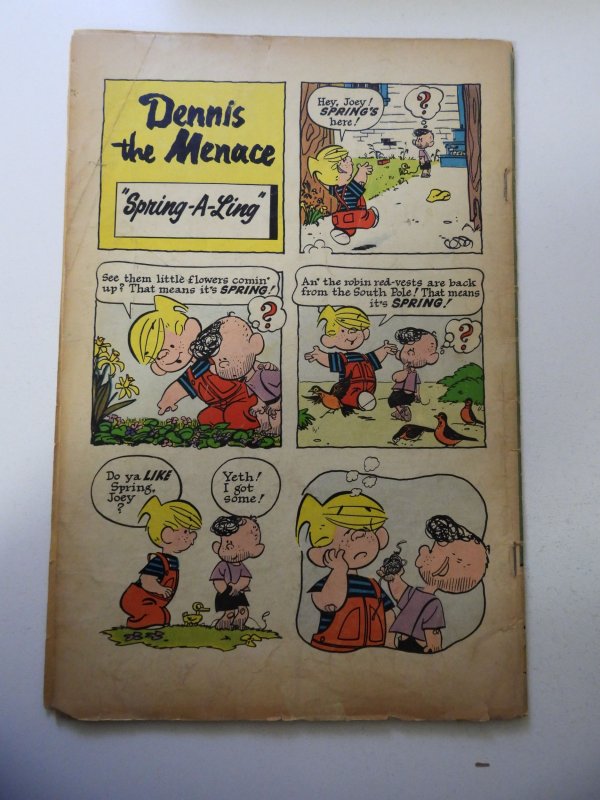 Dennis
the Menace
"Spring-A-Ling"
Hey, Joey!
SPRING'S
here!
?
See them little flowers comin'
up? That means it's SPRING!
?
An' the robin red-vests are back
from the South Pole! That means
it's SPRING!
?
Do ya LIKE
Spring,
Joey
?
Yeth!
I got
some!